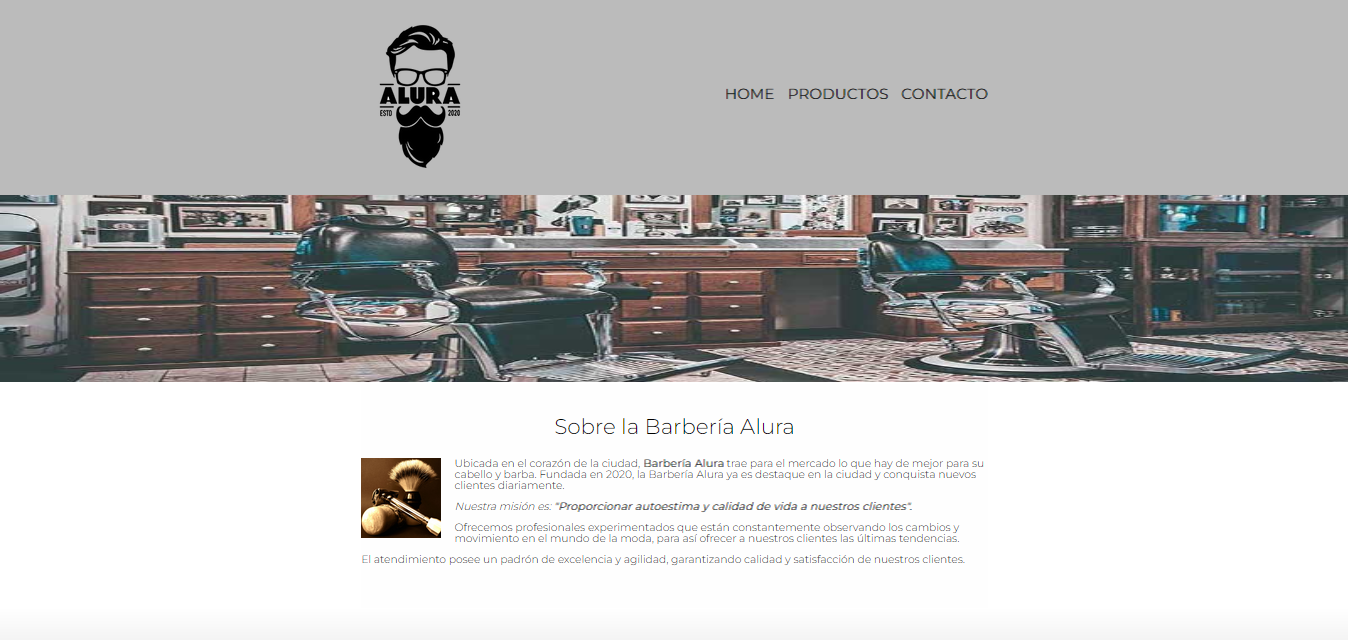 ALURA
ESTD 2020
HOME PRODUCTOS CONTACTO
Norton
Sobre la Barbería Alura
Ubicada en el corazón de la ciudad, Barbería Alura trae para el mercado lo que hay de mejor para su
cabello y barba. Fundada en 2020, la Barbería Alura ya es destaque en la ciudad y conquista nuevos
clientes diariamente.
Nuestra misión es: "Proporcionar autoestima y calidad de vida a nuestros clientes".
Ofrecemos profesionales experimentados que están constantemente observando los cambios y
movimiento en el mundo de la moda, para así ofrecer a nuestros clientes las últimas tendencias.
El atendimiento posee un padrón de excelencia y agilidad, garantizando calidad y satisfacción de nuestros clientes.